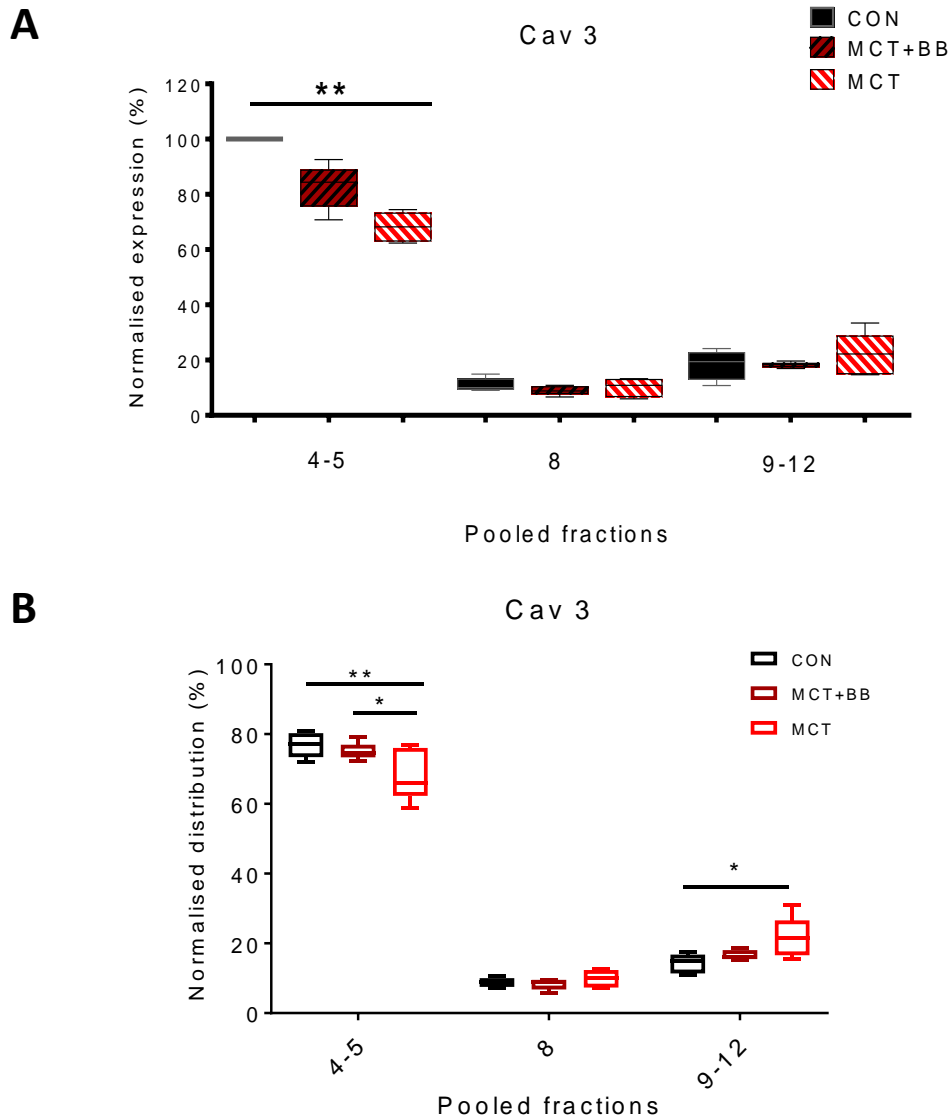 A
Cav 3
CON
MCT+BB
MCT
Normalised expression (%)
120
100
80
60
40
20
0
**
4-5
8
9-12
Pooled fractions
B
Cav 3
CON
MCT+BB
MCT
Normalised distribution (%)
100
80
60
40
20
0
**
*
*
4-5
8
9-12
Pooled fractions